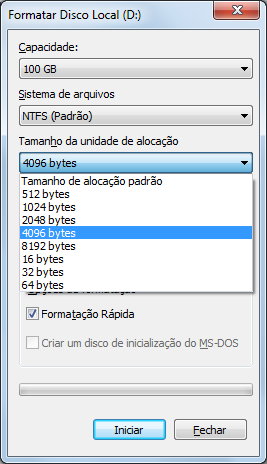 Formatar Disco Local (D:)
Capacidade:
100 GB
Sistema de arquivos
NTFS (Padrão)
Tamanho da unidade de alocação
4096 bytes
Tamanho de alocação padrão
512 bytes
1024 bytes
2048 bytes
4096 bytes
8192 bytes
16 bytes
32 bytes
64 bytes
de formatação
Formatação Rápida
Criar um disco de inicialização do MS-DOS
Iniciar
Fechar